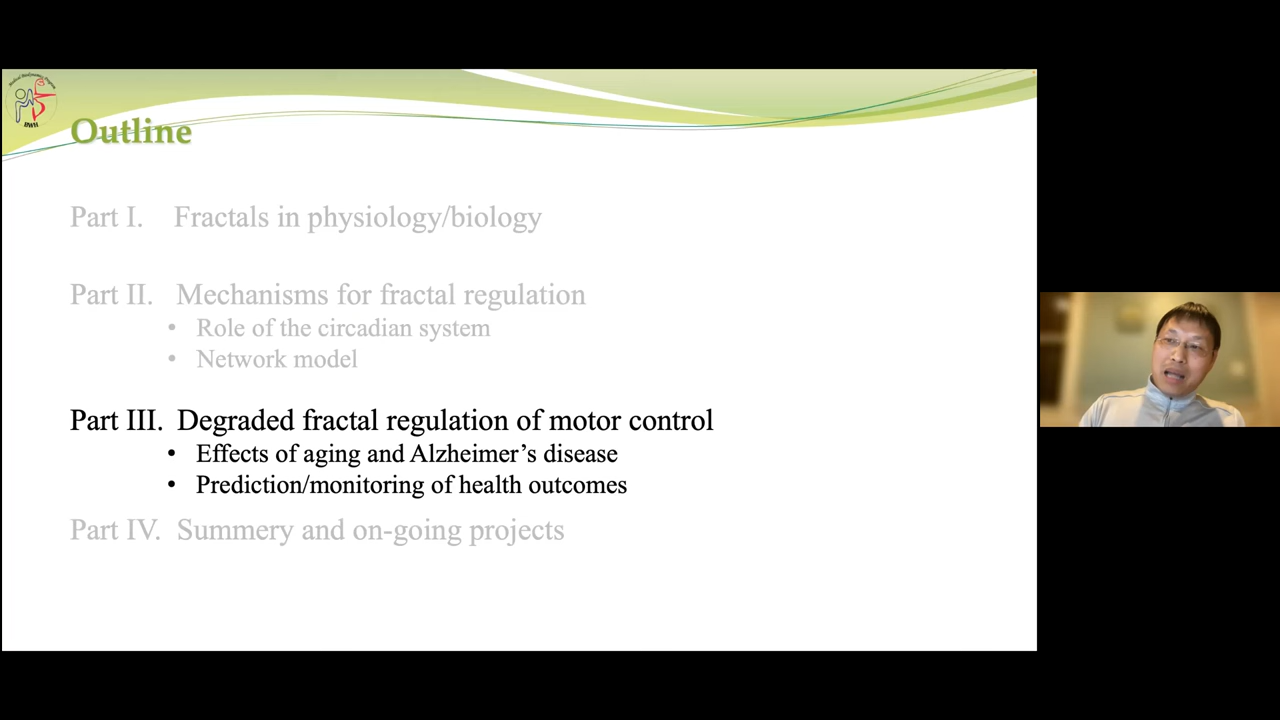 BWH
Outline
Part I. Fractals in physiology/biology
Part II. Mechanisms for fractal regulation
• Role of the circadian system
• Network model
Part III. Degraded fractal regulation of motor control
• Effects of aging and Alzheimer’s disease
• Prediction/monitoring of health outcomes
Part IV. Summery and on-going projects